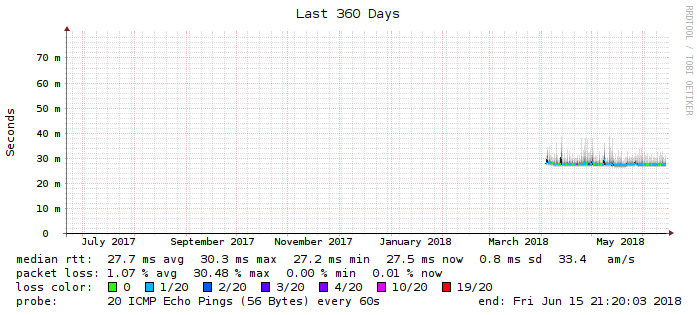 Last 360 Days
RRDTOOL / TOBI OETIKER
Seconds
70 m
60 m
50 m
40 m
30 m
20 m
10 m
0
July 2017 September 2017 November 2017 January 2018 March 2018 May 2018
median rtt: 27.7 ms avg 30.3 ms max 27.2 ms min 27.5 ms now 0.8 ms sd 33.4 am/s
packet loss: 1.07 % avg 30.48 % max 0.00 % min 0.01 % now
loss color: 0 1/20 2/20 3/20 4/20 10/20 19/20
probe: 20 ICMP Echo Pings (56 Bytes) every 60s end: Fri Jun 15 21:20:03 2018